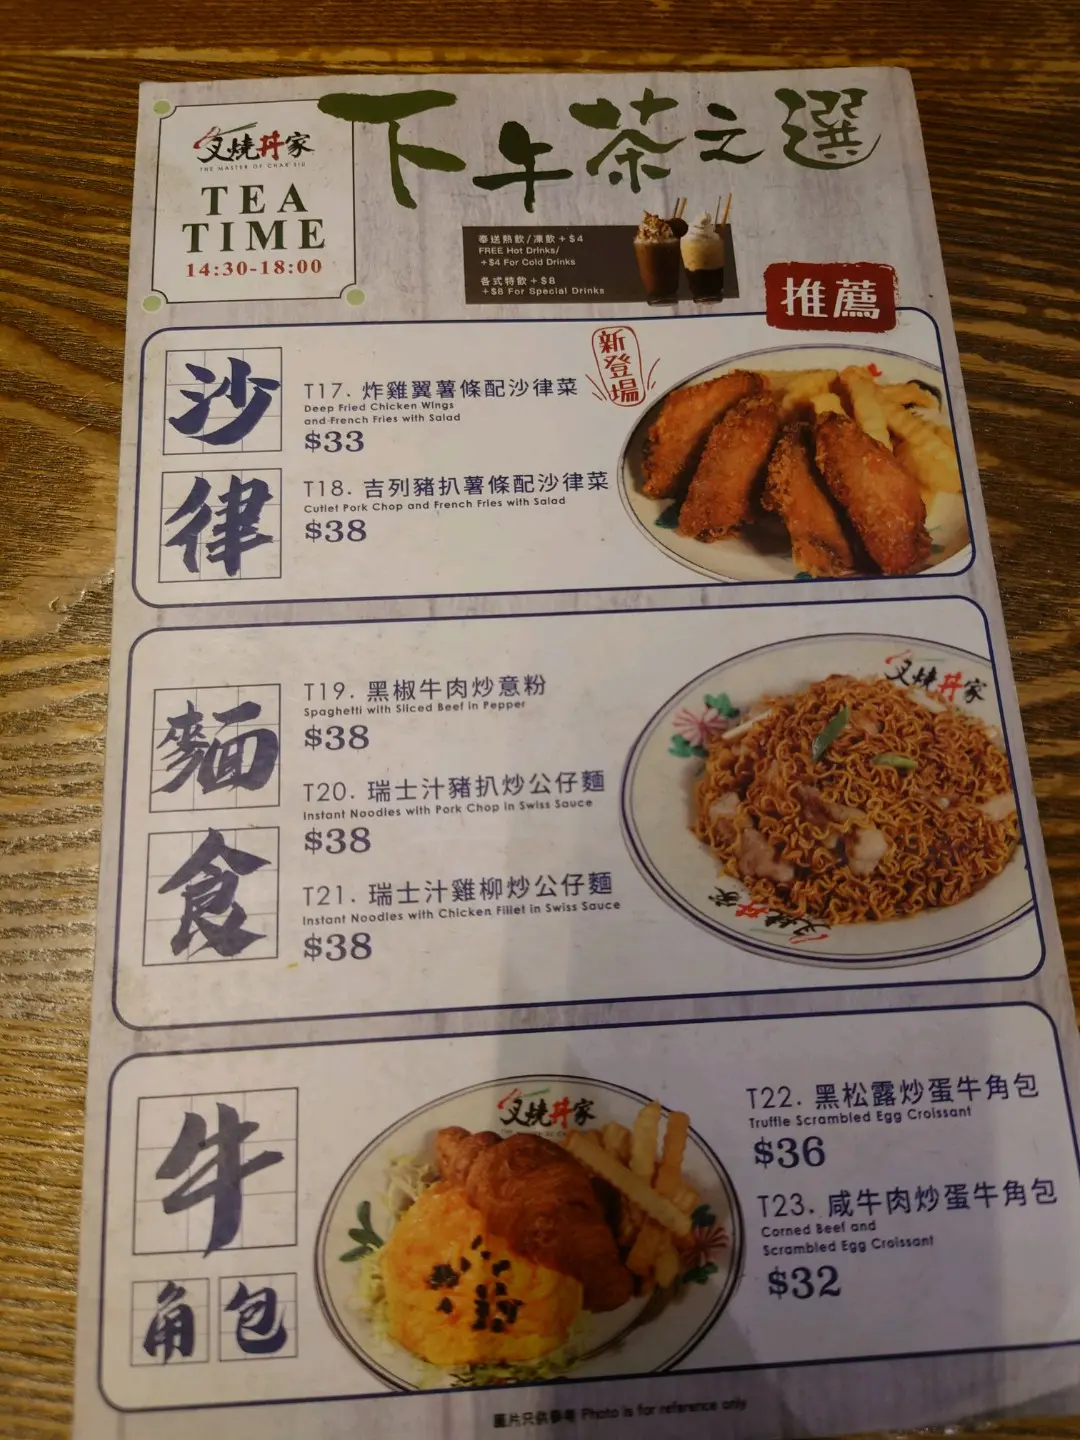 下午茶之選
叉燒丼家
THE MASTER OF CHAR SIU
TEA
TIME
14:30-18:00
奉送熱飲/凍飲+$4
FREE Hot Drinks/
+$4 For Cold Drinks
各式特飲+$8
+$8 For Special Drinks
推薦
沙律
新登場
T17. 炸雞翼薯條配沙律菜
Deep Fried Chicken Wings
and French Fries with Salad
$33
T18. 吉列豬扒薯條配沙律菜
Cutlet Pork Chop and French Fries with Salad
$38
麵食
T19. 黑椒牛肉炒意粉
Spaghetti with Sliced Beef in Pepper
$38
T20. 瑞士汁豬扒炒公仔麵
Instant Noodles with Pork Chop in Swiss Sauce
$38
T21. 瑞士汁雞柳炒公仔麵
Instant Noodles with Chicken Fillet in Swiss Sauce
$38
叉燒丼家
叉燒丼家
牛角包
叉燒丼家
T22. 黑松露炒蛋牛角包
Truffle Scrambled Egg Croissant
$36
T23. 咸牛肉炒蛋牛角包
Corned Beef and
Scrambled Egg Croissant
$32
圖片只供參考 Photo is for reference only